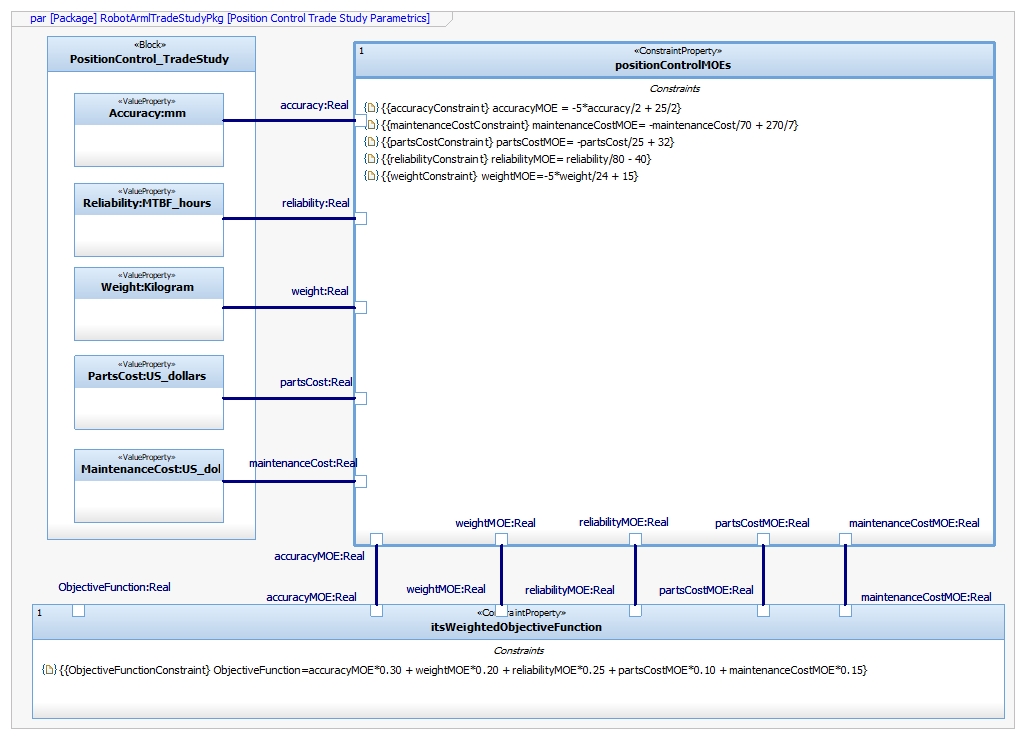 par [Package] RobotArmlTradeStudyPkg [Position Control Trade Study Parametrics]
«Block»
PositionControl_TradeStudy
«ValueProperty»
Accuracy:mm
«ValueProperty»
Reliability:MTBF_hours
«ValueProperty»
Weight:Kilogram
«ValueProperty»
PartsCost:US_dollars
«ValueProperty»
MaintenanceCost:US_dol
accuracy:Real
reliability:Real
weight:Real
partsCost:Real
maintenanceCost:Real
1
«ConstraintProperty»
positionControlMOEs
Constraints
{{accuracyConstraint} accuracyMOE = -5*accuracy/2 + 25/2}
{{maintenanceCostConstraint} maintenanceCostMOE= -maintenanceCost/70 + 270/7}
{{partsCostConstraint} partsCostMOE= -partsCost/25 + 32}
{{reliabilityConstraint} reliabilityMOE= reliability/80 - 40}
{{weightConstraint} weightMOE=-5*weight/24 + 15}
weightMOE:Real
reliabilityMOE:Real
partsCostMOE:Real
maintenanceCostMOE:Real
accuracyMOE:Real
ObjectiveFunction:Real
accuracyMOE:Real
weightMOE:Real
reliabilityMOE:Real
partsCostMOE:Real
maintenanceCostMOE:Real
1
itsWeightedObjectiveFunction
Constraints
{{ObjectiveFunctionConstraint} ObjectiveFunction=accuracyMOE*0.30 + weightMOE*0.20 + reliabilityMOE*0.25 + partsCostMOE*0.10 + maintenanceCostMOE*0.15}